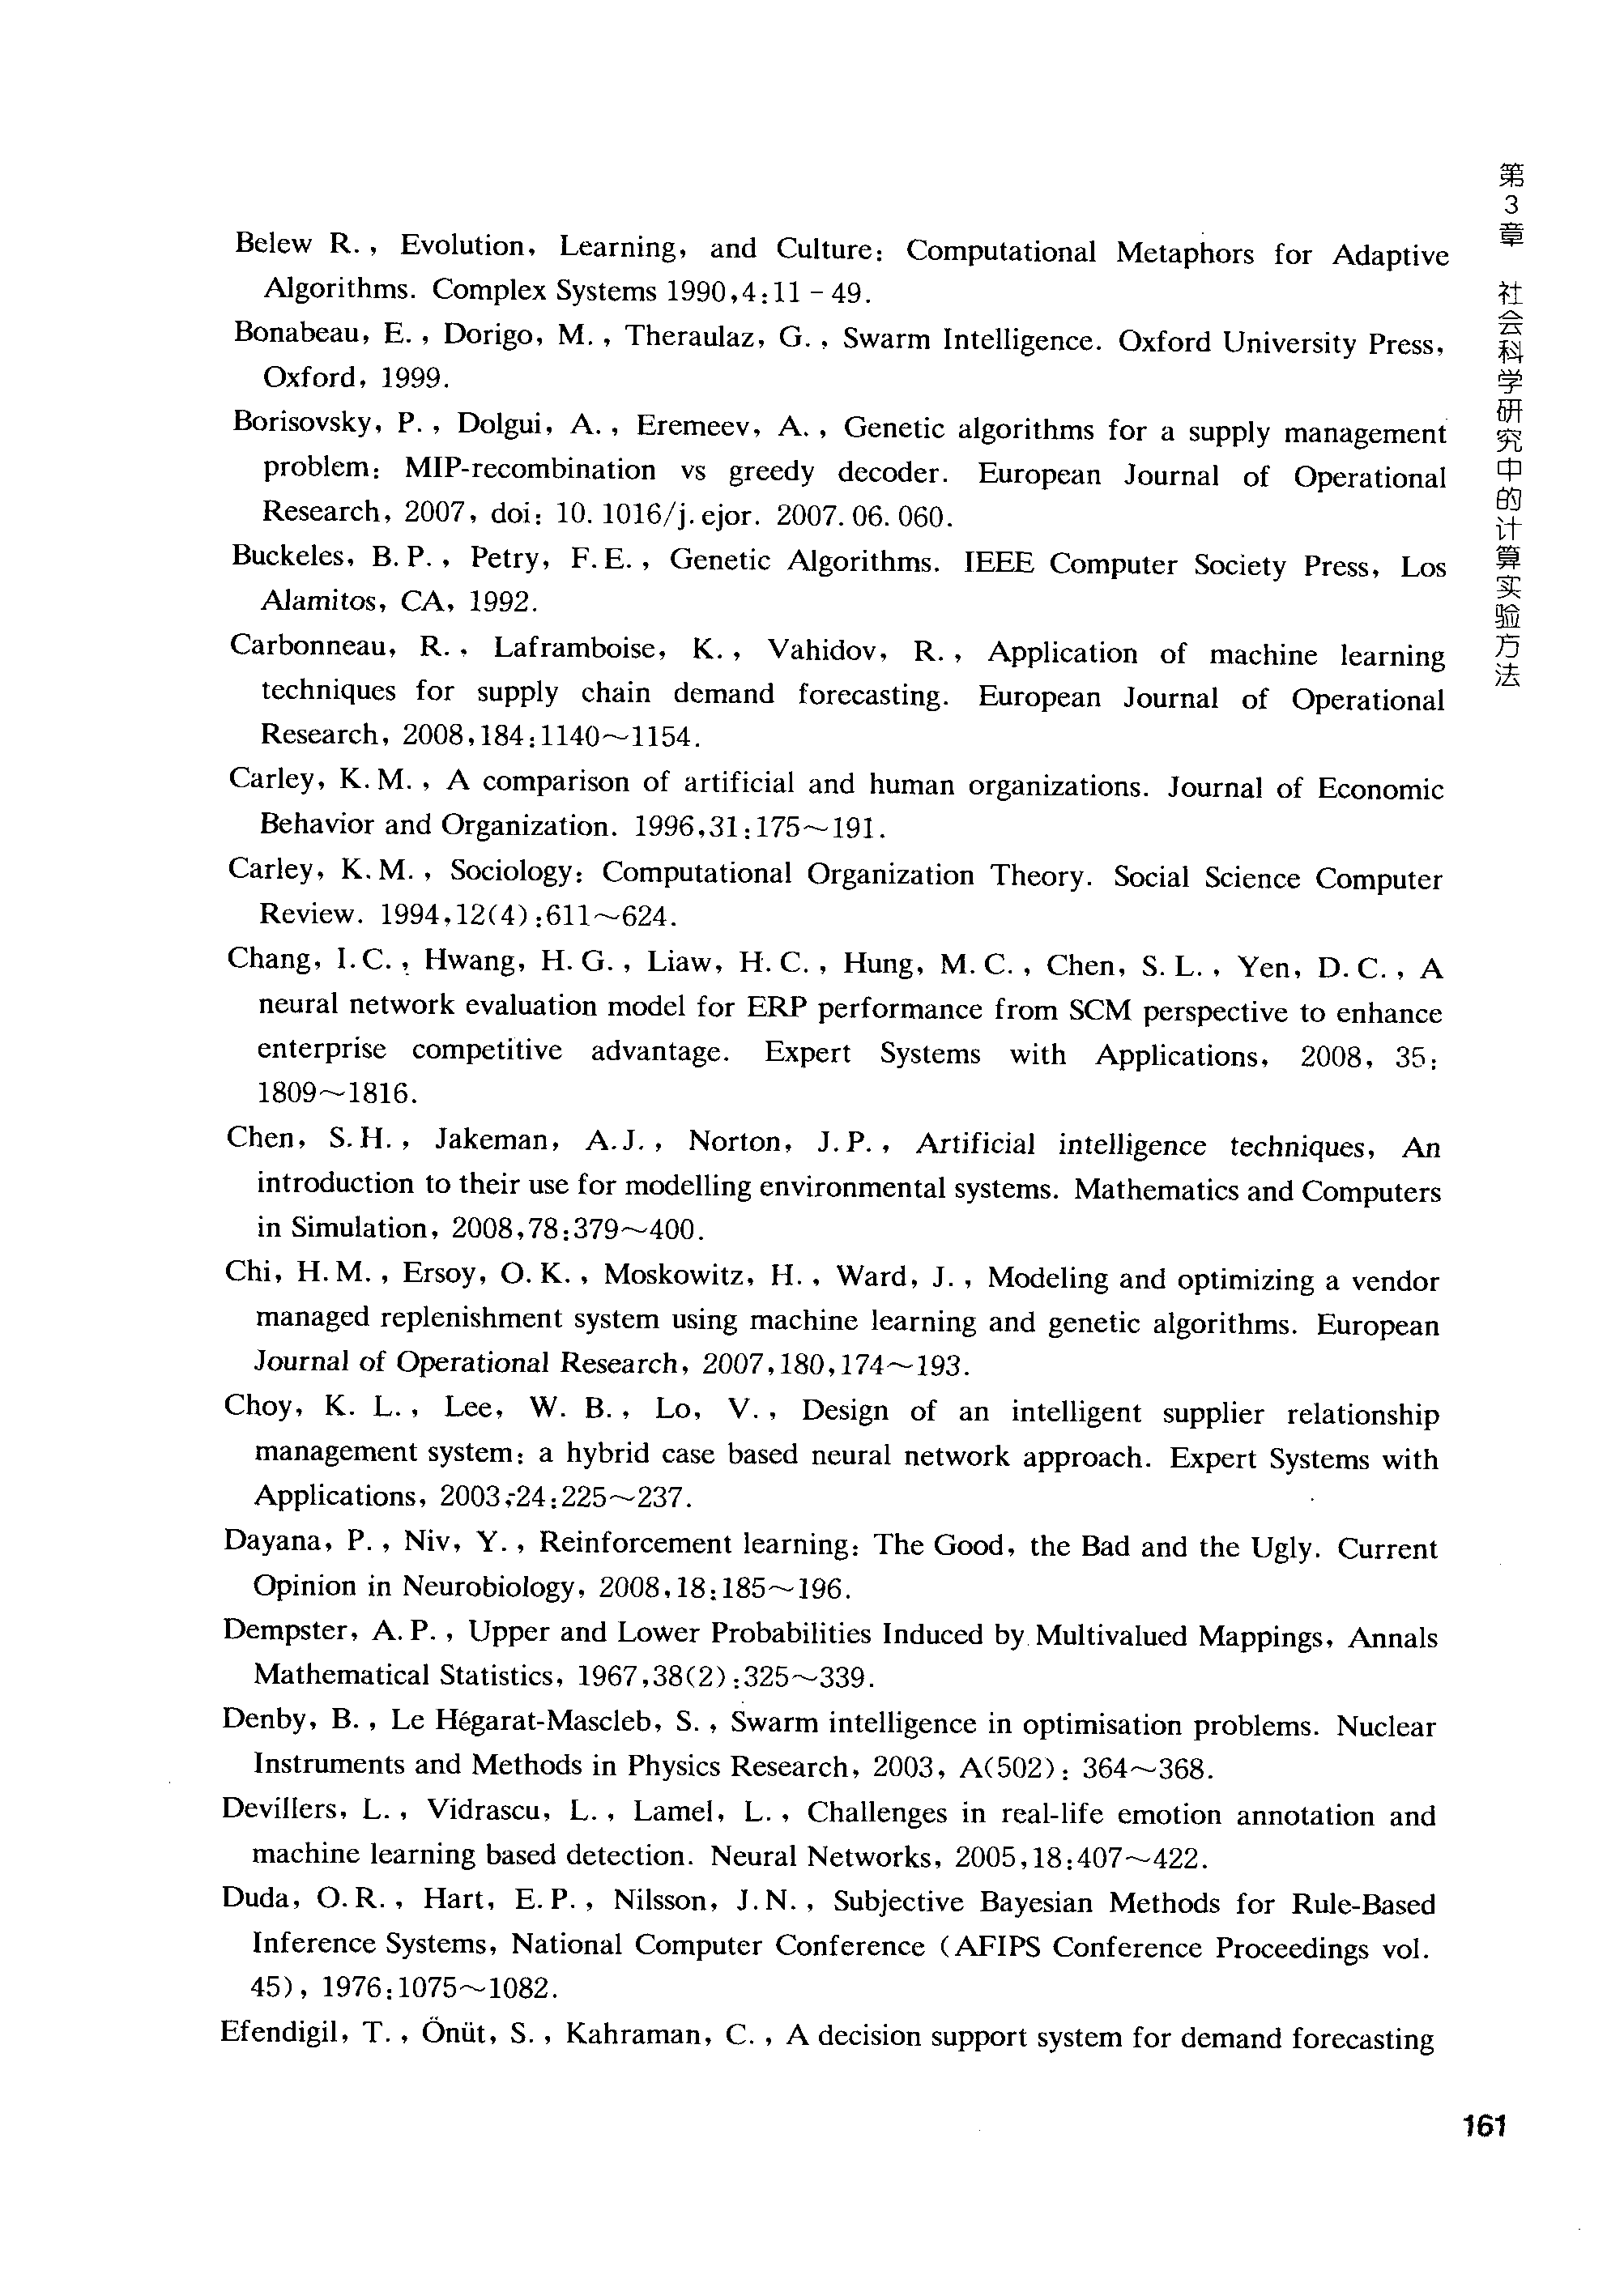 第3章 社会科学研究中的计算实验方法
Belew R., Evolution, Learning, and Culture: Computational Metaphors for Adaptive
Algorithms. Complex Systems 1990,4:11-49.
Bonabeau, E., Dorigo, M., Theraulaz, G., Swarm Intelligence. Oxford University Press,
Oxford, 1999.
Borisovsky, P., Dolgui, A., Eremeev, A., Genetic algorithms for a supply management
problem: MIP-recombination vs greedy decoder. European Journal of Operational
Research, 2007, doi: 10.1016/j.ejor. 2007.06.060.
Buckeles, B.P., Petry, F.E., Genetic Algorithms. IEEE Computer Society Press, Los
Alamitos, CA, 1992.
Carbonneau, R., Laframboise, K., Vahidov, R., Application of machine learning
techniques for supply chain demand forecasting. European Journal of Operational
Research, 2008,184:1140~1154.
Carley, K.M., A comparison of artificial and human organizations. Journal of Economic
Behavior and Organization. 1996,31:175~191.
Carley, K.M., Sociology: Computational Organization Theory. Social Science Computer
Review. 1994,12(4):611~624.
Chang, I.C., Hwang, H.G., Liaw, H.C., Hung, M.C., Chen, S.L., Yen, D.C., A
neural network evaluation model for ERP performance from SCM perspective to enhance
enterprise competitive advantage. Expert Systems with Applications, 2008, 35:
1809~1816.
Chen, S.H., Jakeman, A.J., Norton, J.P., Artificial intelligence techniques, An
introduction to their use for modelling environmental systems. Mathematics and Computers
in Simulation, 2008,78:379~400.
Chi, H.M., Ersoy, O.K., Moskowitz, H., Ward, J., Modeling and optimizing a vendor
managed replenishment system using machine learning and genetic algorithms. European
Journal of Operational Research, 2007,180,174~193.
Choy, K. L., Lee, W. B., Lo, V., Design of an intelligent supplier relationship
management system: a hybrid case based neural network approach. Expert Systems with
Applications, 2003,24:225~237.
Dayana, P., Niv, Y., Reinforcement learning: The Good, the Bad and the Ugly. Current
Opinion in Neurobiology, 2008,18:185~196.
Dempster, A.P., Upper and Lower Probabilities Induced by Multivalued Mappings, Annals
Mathematical Statistics, 1967,38(2):325~339.
Denby, B., Le Hégarat-Mascleb, S., Swarm intelligence in optimisation problems. Nuclear
Instruments and Methods in Physics Research, 2003, A(502): 364~368.
Devillers, L., Vidrascu, L., Lamel, L., Challenges in real-life emotion annotation and
machine learning based detection. Neural Networks, 2005,18:407~422.
Duda, O.R., Hart, E.P., Nilsson, J.N., Subjective Bayesian Methods for Rule-Based
Inference Systems, National Computer Conference (AFIPS Conference Proceedings vol.
45), 1976:1075~1082.
Efendigil, T., Önüt, S., Kahraman, C., A decision support system for demand forecasting
161